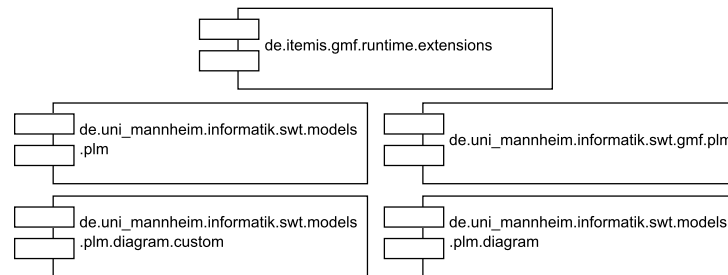 de.itemis.gmf.runtime.extensions
de.uni_mannheim.informatik.swt.models
.plm
de.uni_mannheim.informatik.swt.gmf.plm
de.uni_mannheim.informatik.swt.models
.plm.diagram.custom
de.uni_mannheim.informatik.swt.models
.plm.diagram